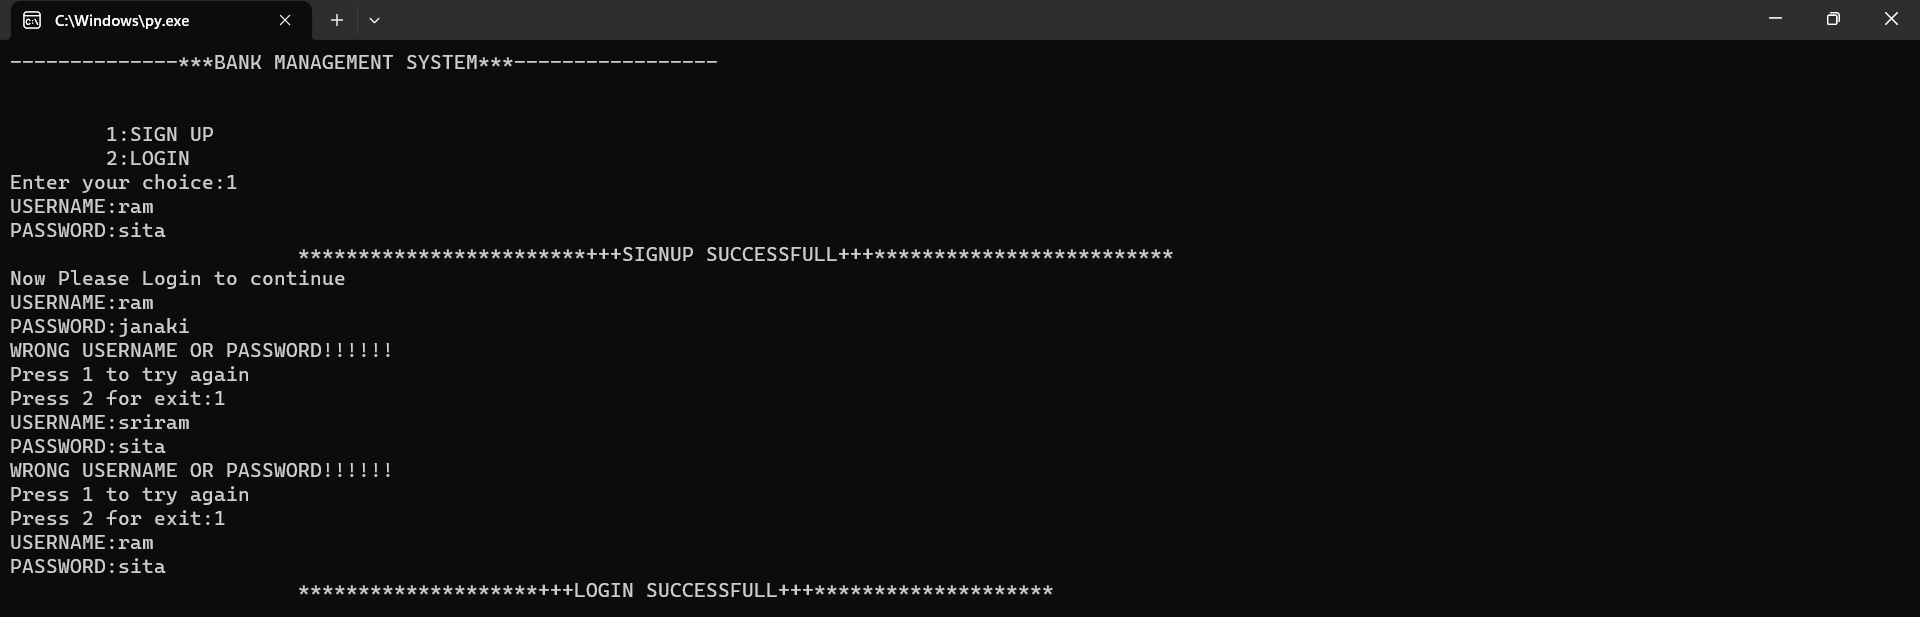 C:\Windows\py.exe
--------------***BANK MANAGEMENT SYSTEM***-----------------
1:SIGN UP
2:LOGIN
Enter your choice:1
USERNAME:ram
PASSWORD:sita
************************+++SIGNUP SUCCESSFULL+++*************************
Now Please Login to continue
USERNAME:ram
PASSWORD:janaki
WRONG USERNAME OR PASSWORD!!!!!!
Press 1 to try again
Press 2 for exit:1
USERNAME:sriram
PASSWORD:sita
WRONG USERNAME OR PASSWORD!!!!!!
Press 1 to try again
Press 2 for exit:1
USERNAME:ram
PASSWORD:sita
********************+++LOGIN SUCCESSFULL+++********************